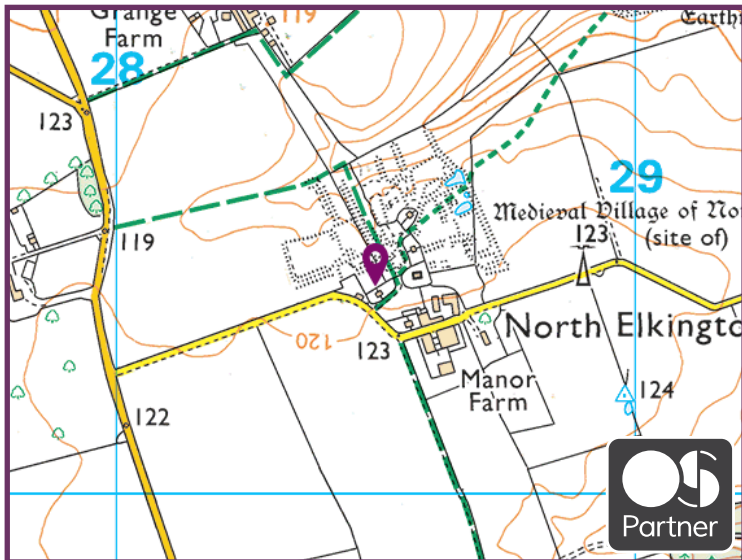 Grange
Farm
119
Earthi
28
123
29
119
Medieval Village of No
(site of)
123
120
North Elkingto
123
Manor
Farm
124
122
OS
Partner